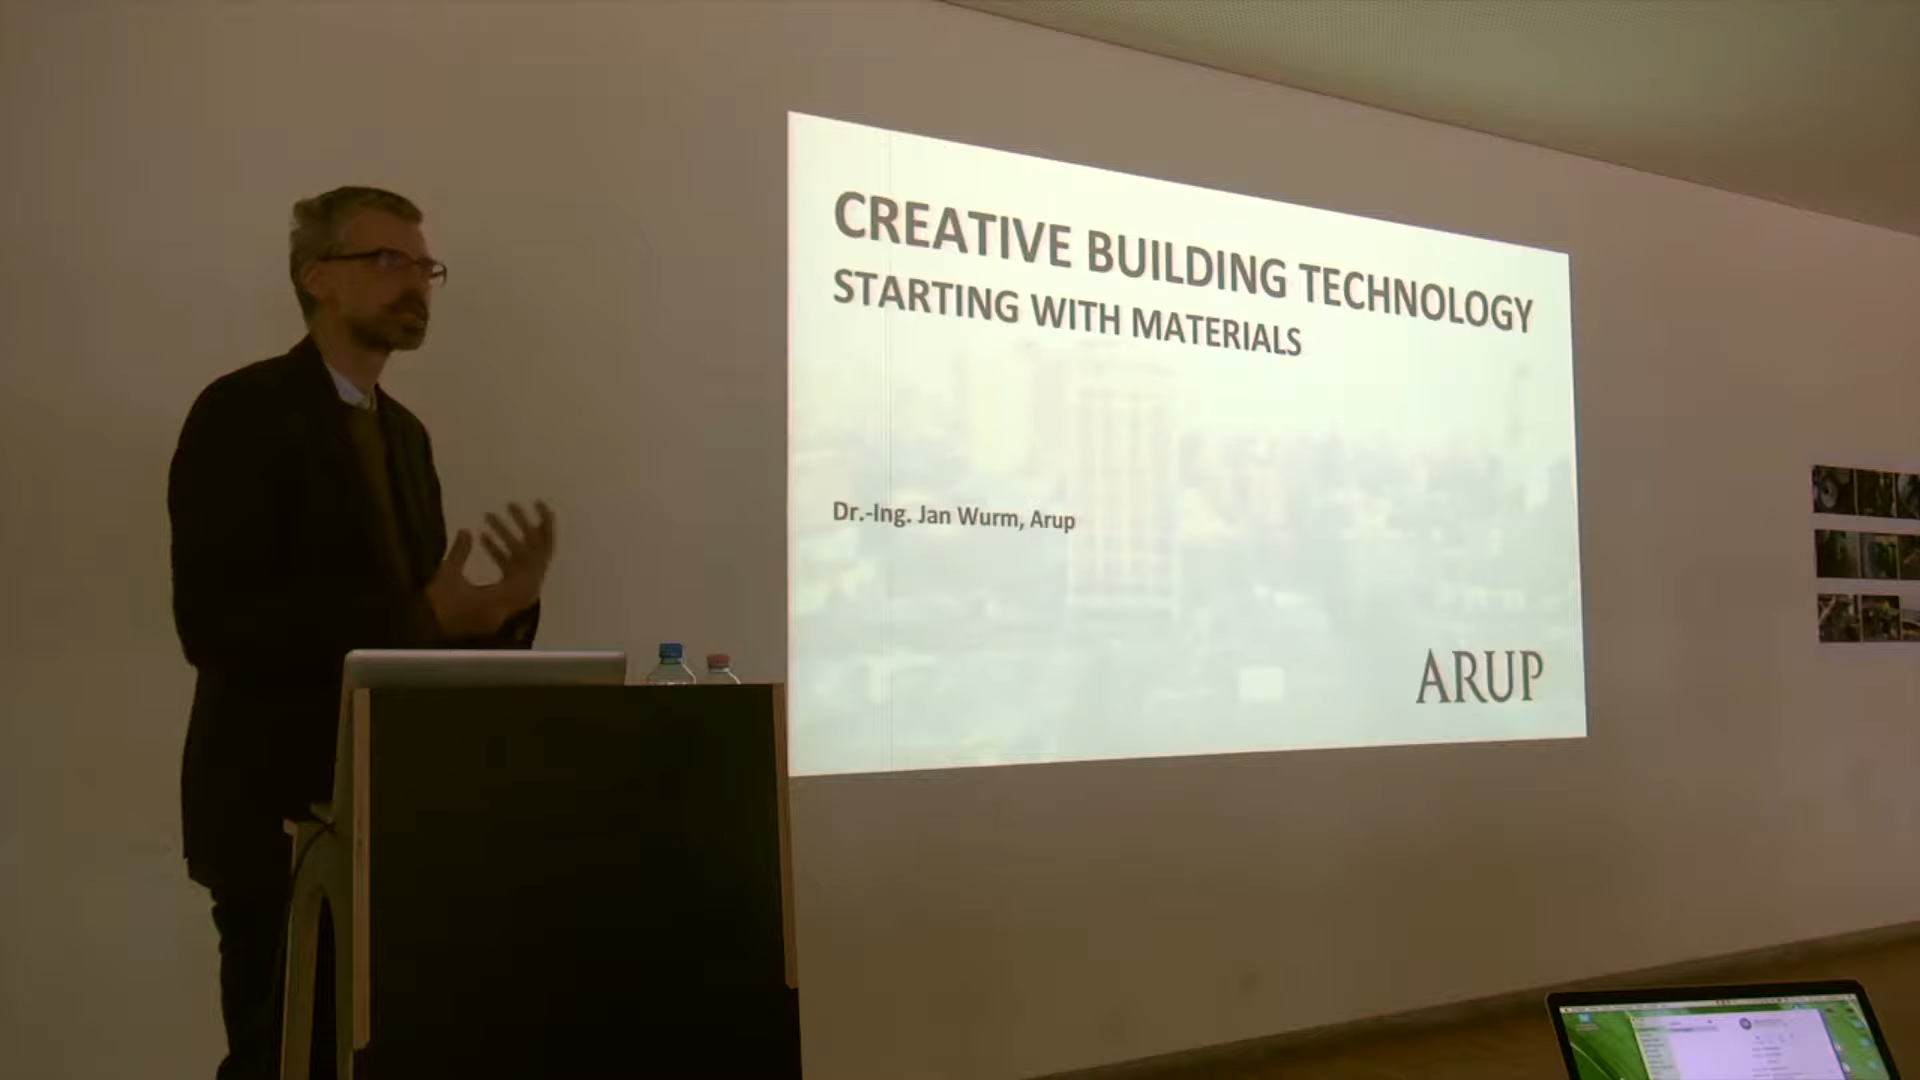 CREATIVE BUILDING TECHNOLOGY
STARTING WITH MATERIALS
Dr.-Ing. Jan Wurm, Arup
ARUP